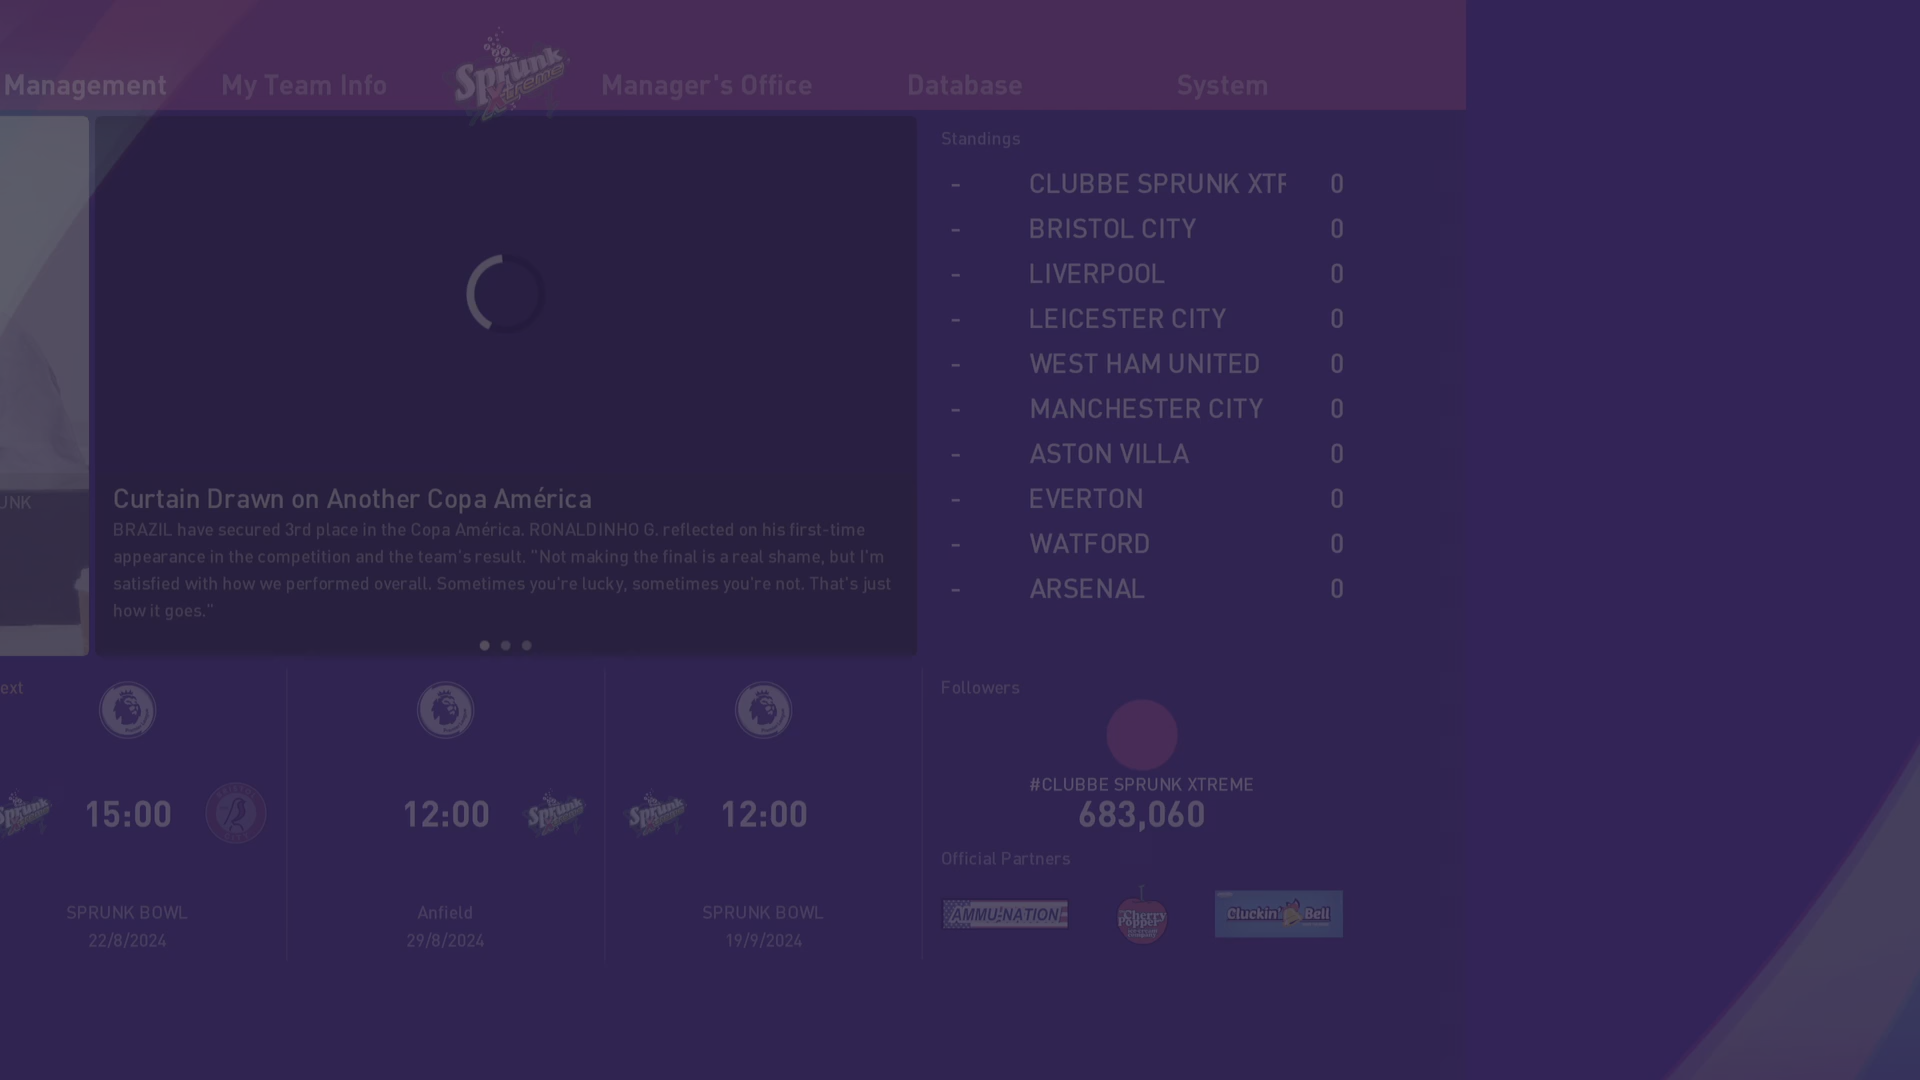 Management
My Team Info
Sprunk
Xtreme
Manager's Office
Database
System
UNK
Curtain Drawn on Another Copa América
BRAZIL have secured 3rd place in the Copa América. RONALDINHO G. reflected on his first-time
appearance in the competition and the team's result. "Not making the final is a real shame, but I'm
satisfied with how we performed overall. Sometimes you're lucky, sometimes you're not. That's just
how it goes."
Standings
- CLUBBE SPRUNK XTR 0
- BRISTOL CITY 0
- LIVERPOOL 0
- LEICESTER CITY 0
- WEST HAM UNITED 0
- MANCHESTER CITY 0
- ASTON VILLA 0
- EVERTON 0
- WATFORD 0
- ARSENAL 0
ext
Sprunk
15:00
SPRUNK BOWL
22/8/2024
12:00
Sprunk
Anfield
29/8/2024
Sprunk
12:00
SPRUNK BOWL
19/9/2024
Followers
#CLUBBE SPRUNK XTREME
683,060
Official Partners
AMMU-NATION
Cherry
Popper
Cluckin' Bell